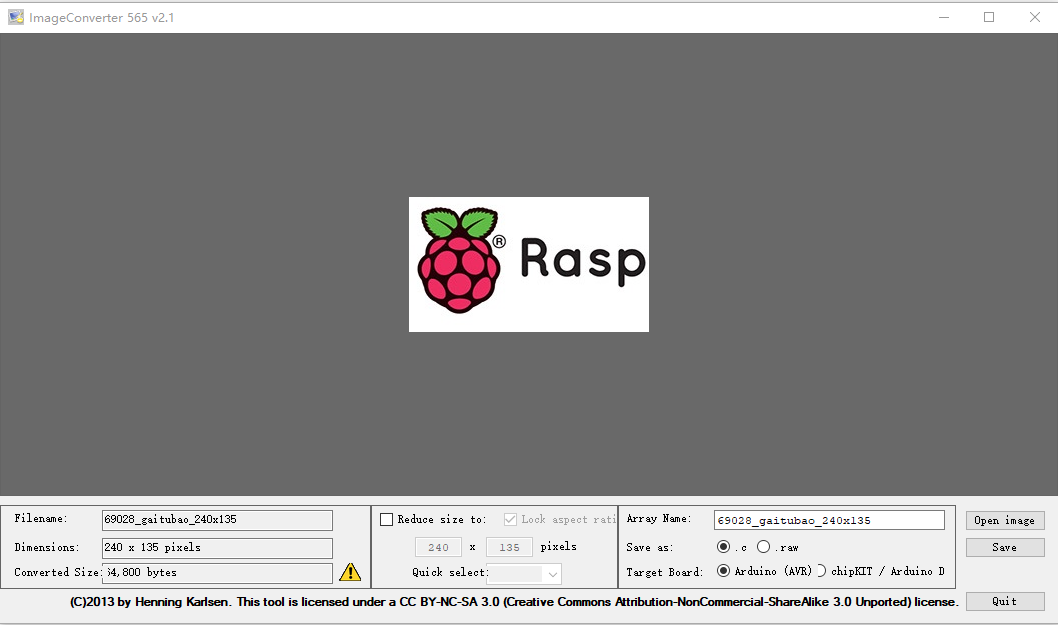 ImageConverter 565 v2.1
® Rasp
Filename: 69028_gaitubao_240x135
Dimensions: 240 x 135 pixels
Converted Size: 64,800 bytes
Reduce size to: Lock aspect rati
240 x 135 pixels
Quick select:
Array Name: 69028_gaitubao_240x135
Save as: .c .raw
Target Board: Arduino (AVR) chipKIT / Arduino D
Open image
Save
(C)2013 by Henning Karlsen. This tool is licensed under a CC BY-NC-SA 3.0 (Creative Commons Attribution-NonCommercial-ShareAlike 3.0 Unported) license.
Quit